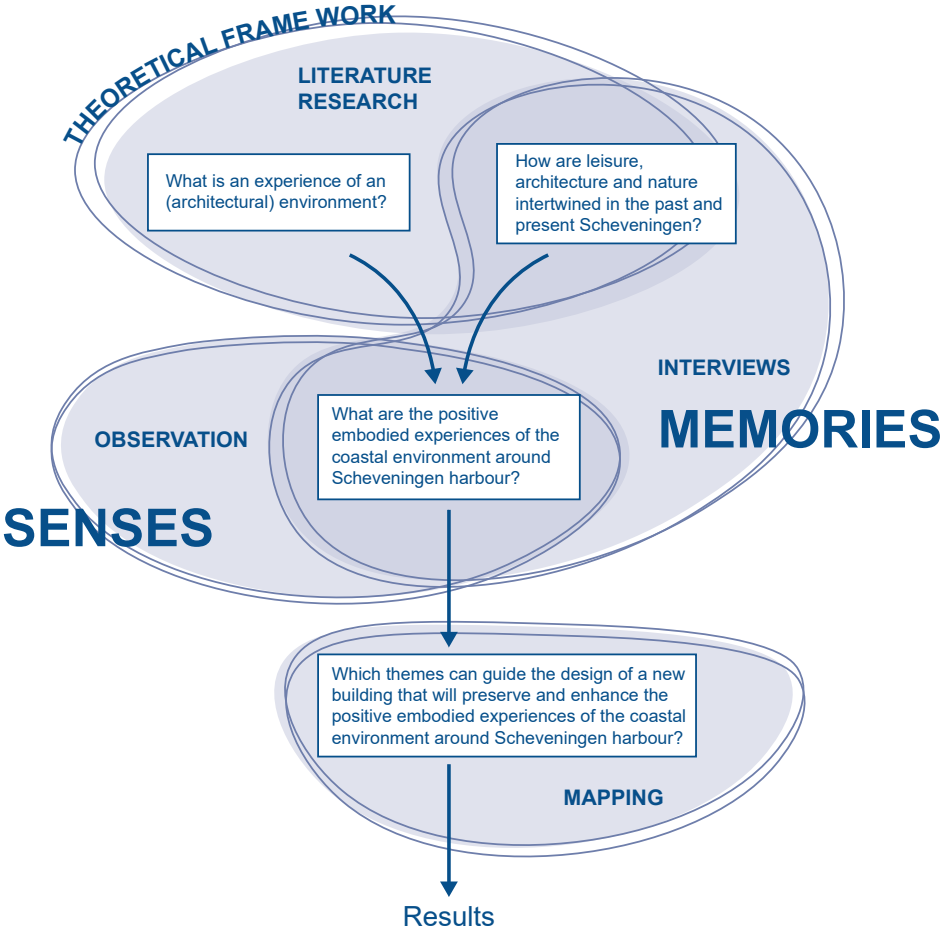 THEORETICAL FRAME WORK
LITERATURE
RESEARCH
What is an experience of an
(architectural) environment?
How are leisure,
architecture and nature
intertwined in the past and
present Scheveningen?
INTERVIEWS
MEMORIES
OBSERVATION
SENSES
What are the positive
embodied experiences of the
coastal environment around
Scheveningen harbour?
Which themes can guide the design of a new
building that will preserve and enhance the
positive embodied experiences of the coastal
environment around Scheveningen harbour?
MAPPING
Results